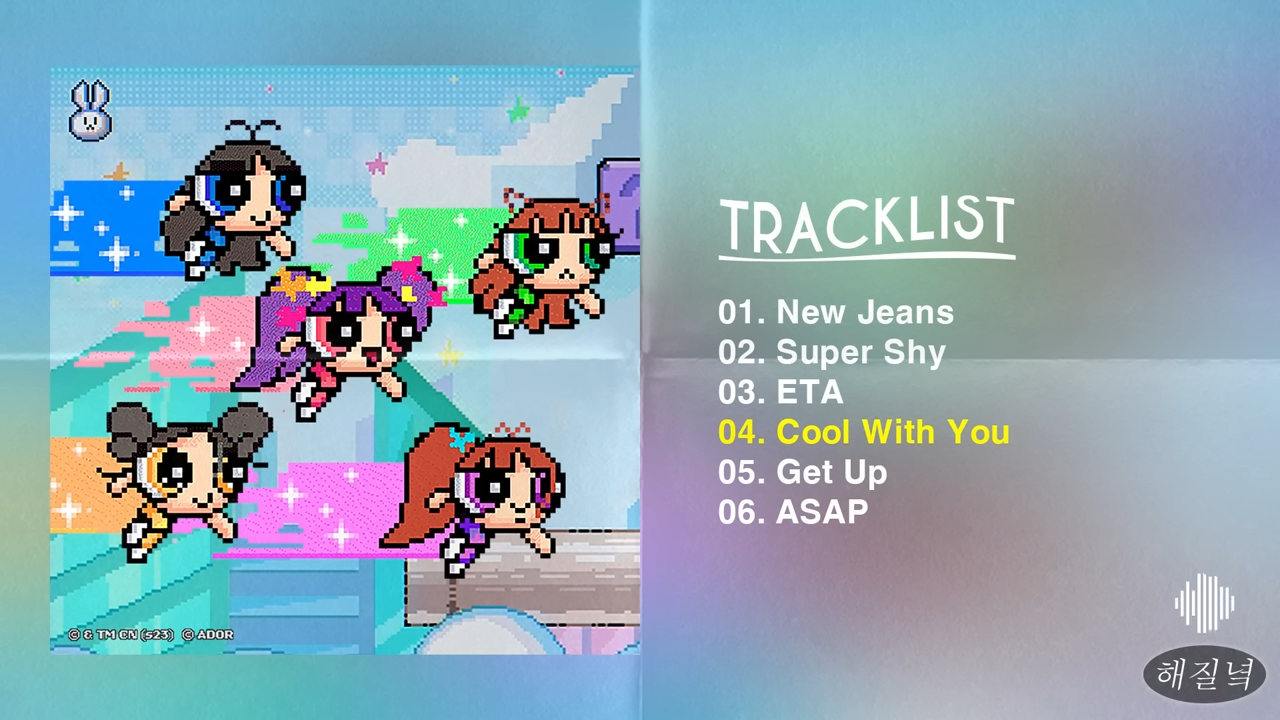 TRACKLIST
01. New Jeans
02. Super Shy
03. ETA
04. Cool With You
05. Get Up
06. ASAP
© & TM CN (s23) © ADOR
해질녘